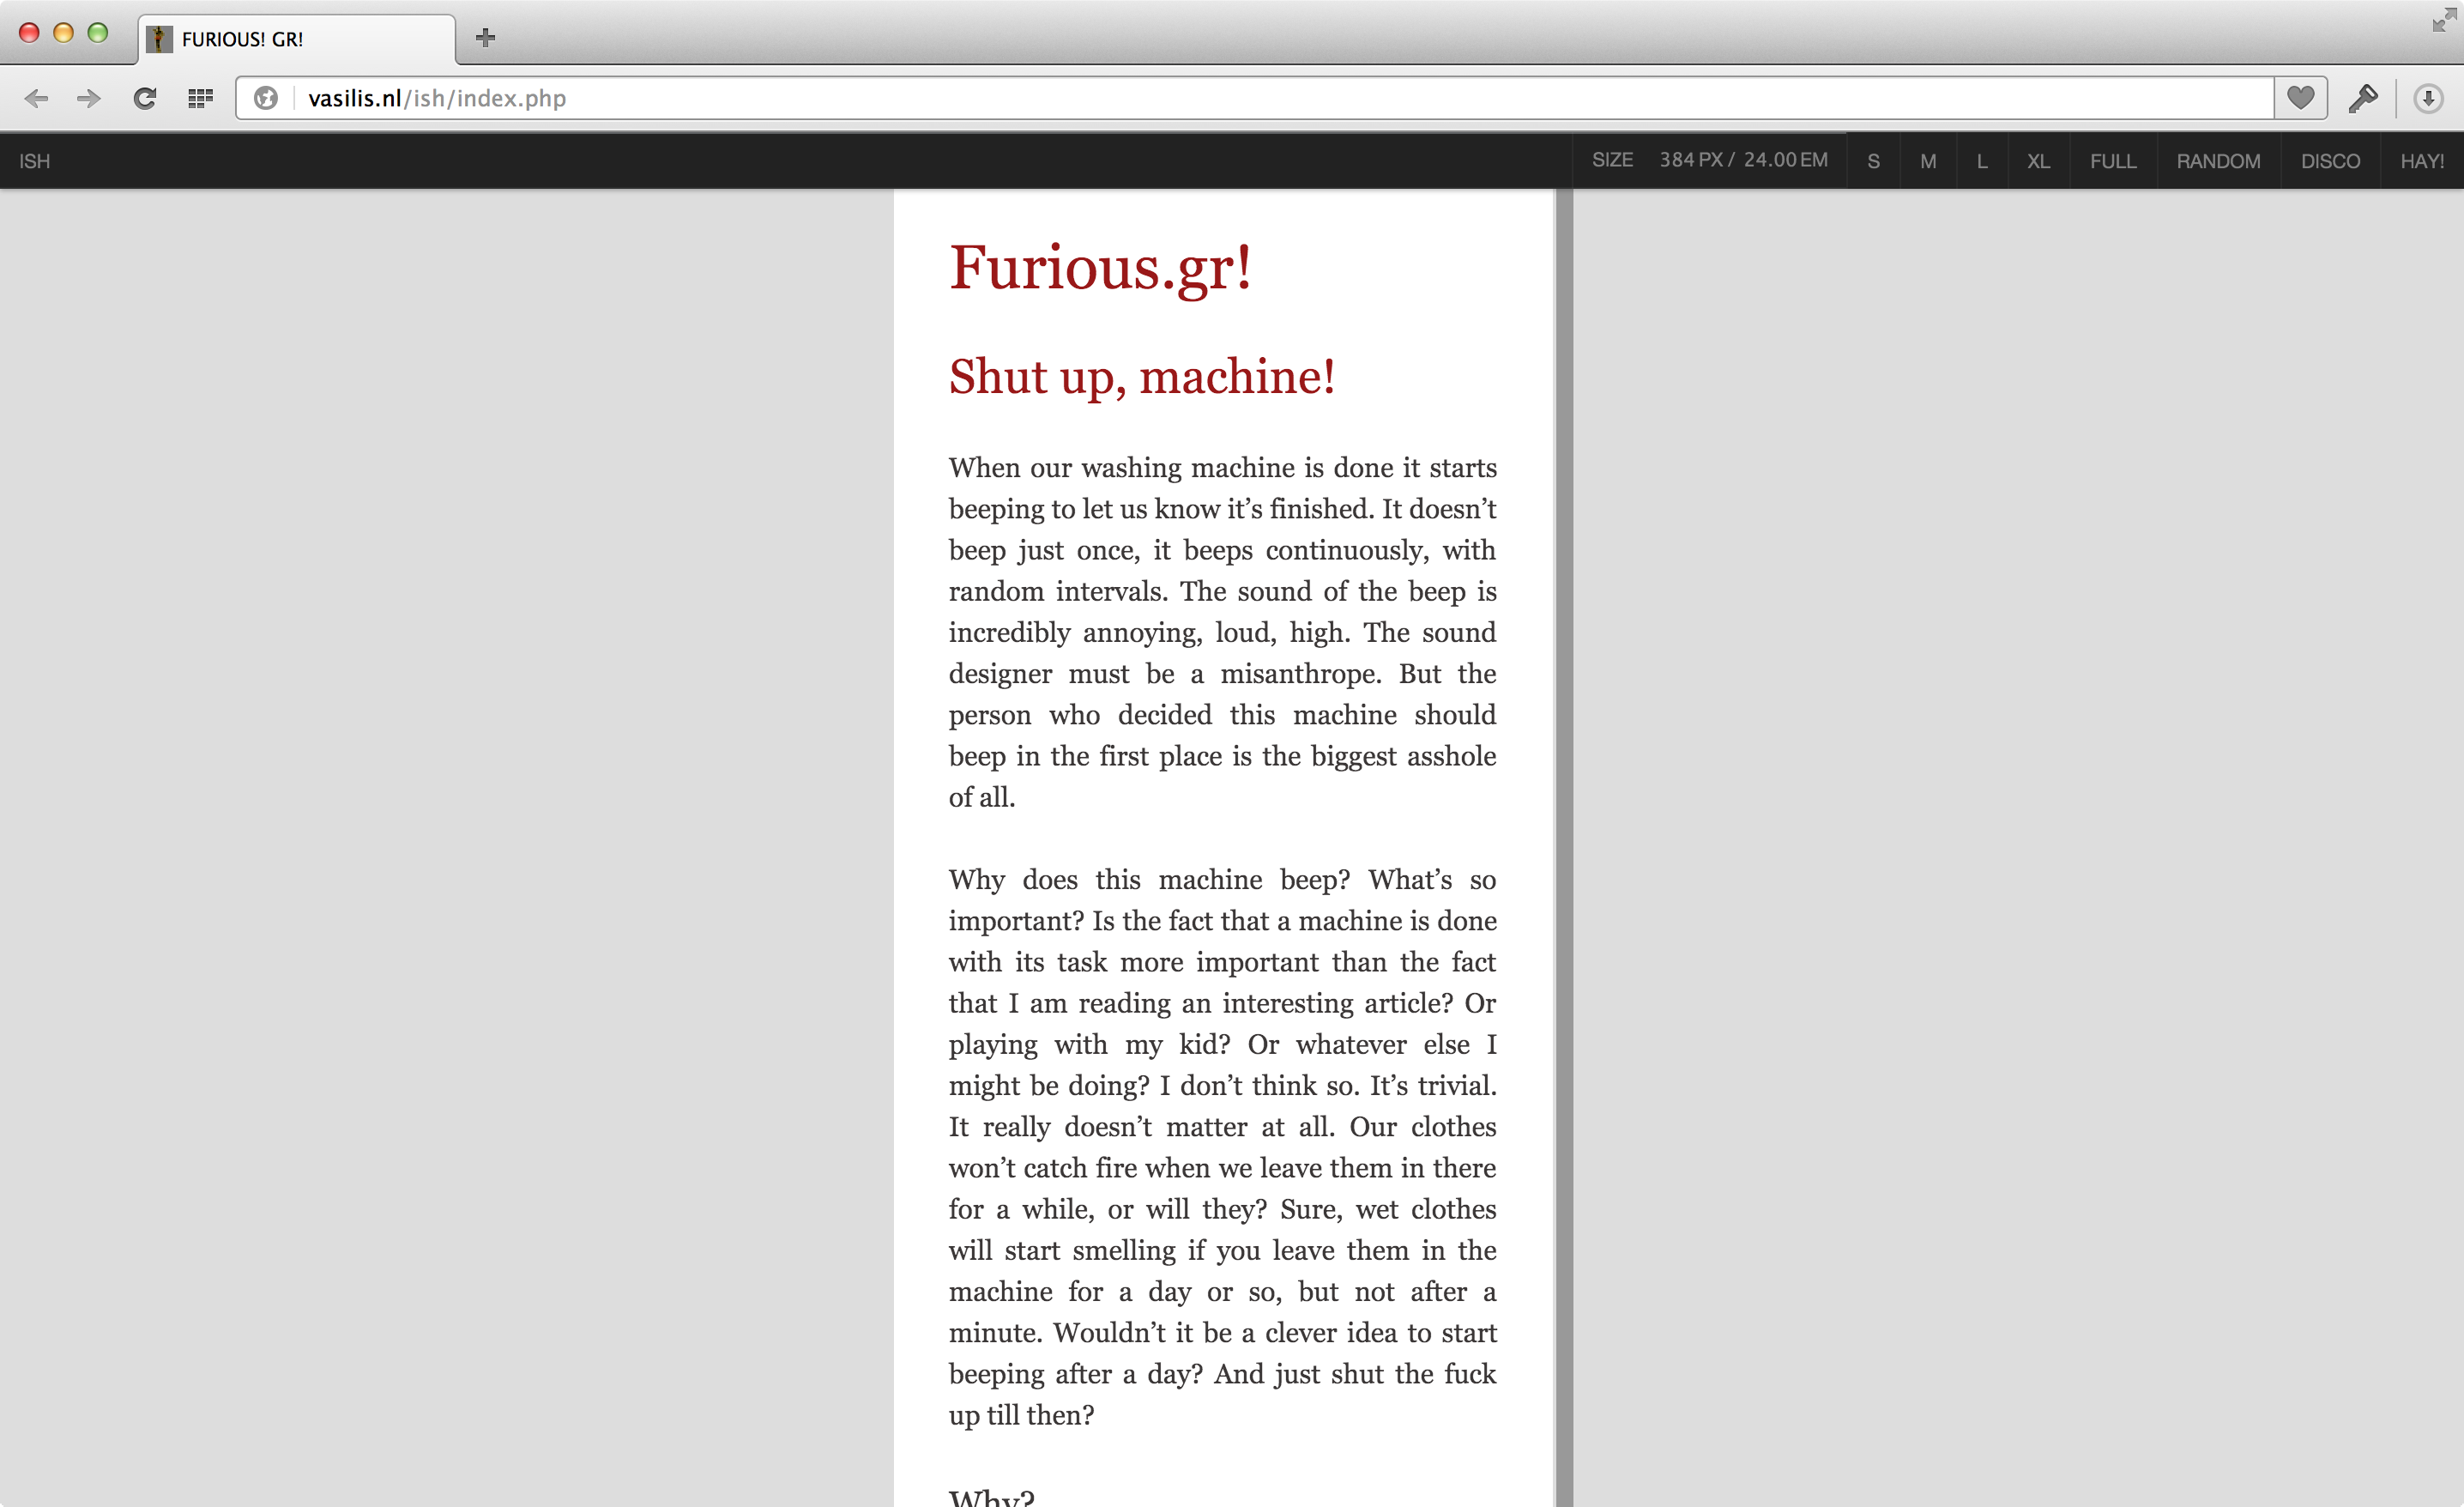 FURIOUS! GR!
vasilis.nl/ish/index.php
ISH SIZE 384 PX / 24.00 EM S M L XL FULL RANDOM DISCO HAY!
Furious.gr!
Shut up, machine!
When our washing machine is done it starts
beeping to let us know it’s finished. It doesn’t
beep just once, it beeps continuously, with
random intervals. The sound of the beep is
incredibly annoying, loud, high. The sound
designer must be a misanthrope. But the
person who decided this machine should
beep in the first place is the biggest asshole
of all.
Why does this machine beep? What’s so
important? Is the fact that a machine is done
with its task more important than the fact
that I am reading an interesting article? Or
playing with my kid? Or whatever else I
might be doing? I don’t think so. It’s trivial.
It really doesn’t matter at all. Our clothes
won’t catch fire when we leave them in there
for a while, or will they? Sure, wet clothes
will start smelling if you leave them in the
machine for a day or so, but not after a
minute. Wouldn’t it be a clever idea to start
beeping after a day? And just shut the fuck
up till then?
Why?